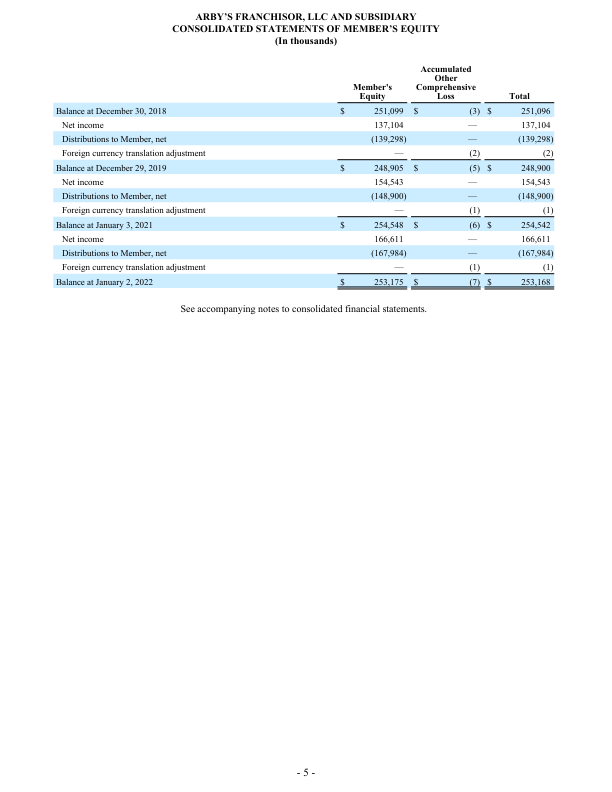 ARBY'S FRANCHISOR, LLC AND SUBSIDIARY
CONSOLIDATED STATEMENTS OF MEMBER'S EQUITY
(In thousands)
Member's Equity Accumulated Other Comprehensive Loss Total
Balance at December 30, 2018 $ 251,099 $ (3) $ 251,096
Net income 137,104 — 137,104
Distributions to Member, net (139,298) — (139,298)
Foreign currency translation adjustment — (2) (2)
Balance at December 29, 2019 $ 248,905 $ (5) $ 248,900
Net income 154,543 — 154,543
Distributions to Member, net (148,900) — (148,900)
Foreign currency translation adjustment — (1) (1)
Balance at January 3, 2021 $ 254,548 $ (6) $ 254,542
Net income 166,611 — 166,611
Distributions to Member, net (167,984) — (167,984)
Foreign currency translation adjustment — (1) (1)
Balance at January 2, 2022 $ 253,175 $ (7) $ 253,168
See accompanying notes to consolidated financial statements.
- 5 -